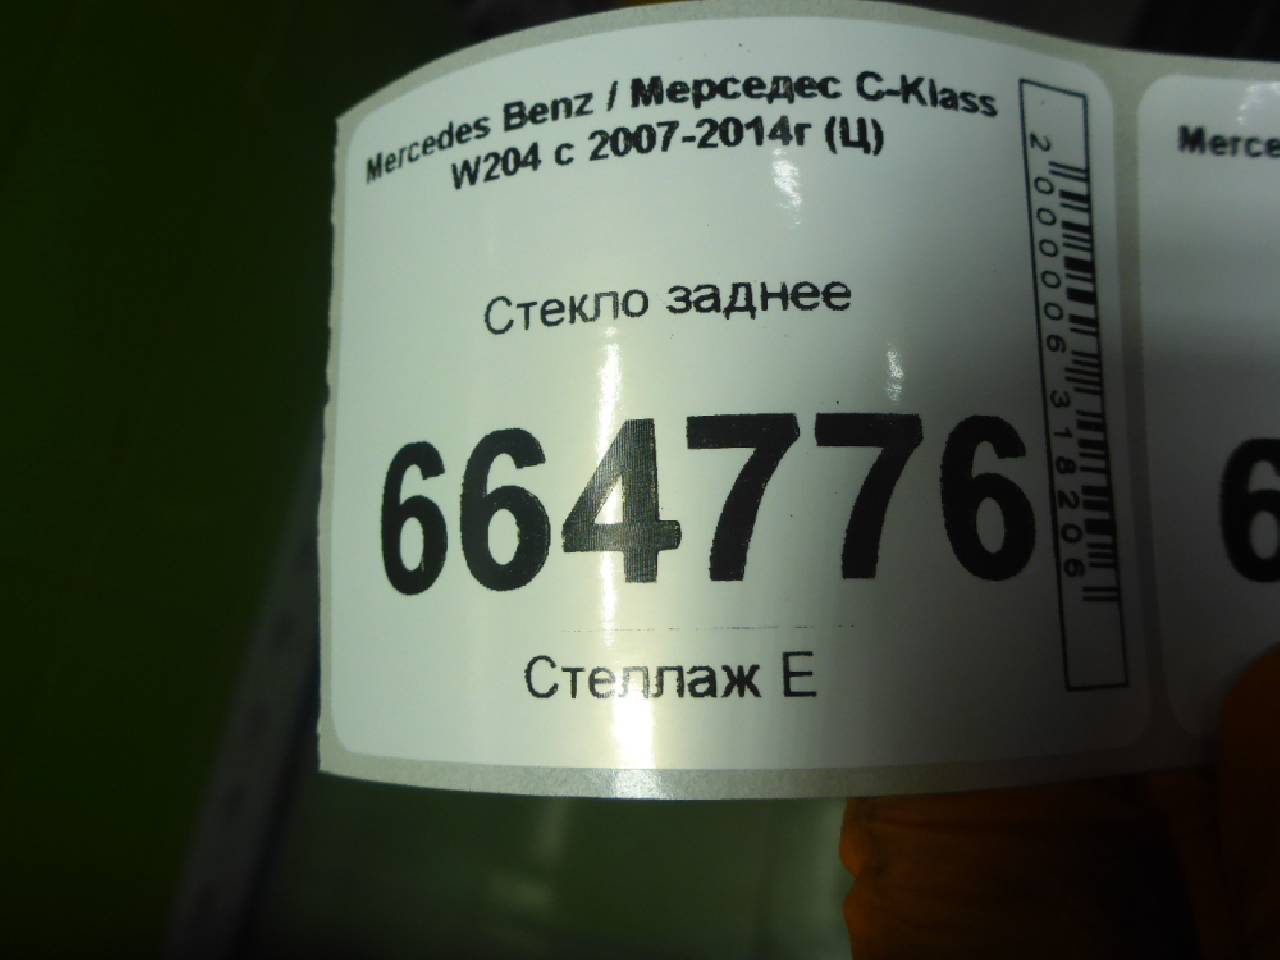 Mercedes Benz / Мерседес C-Klass
W204 с 2007-2014г (Ц)
Стекло заднее
664776
Стеллаж Е
2000006318206
Merce
6